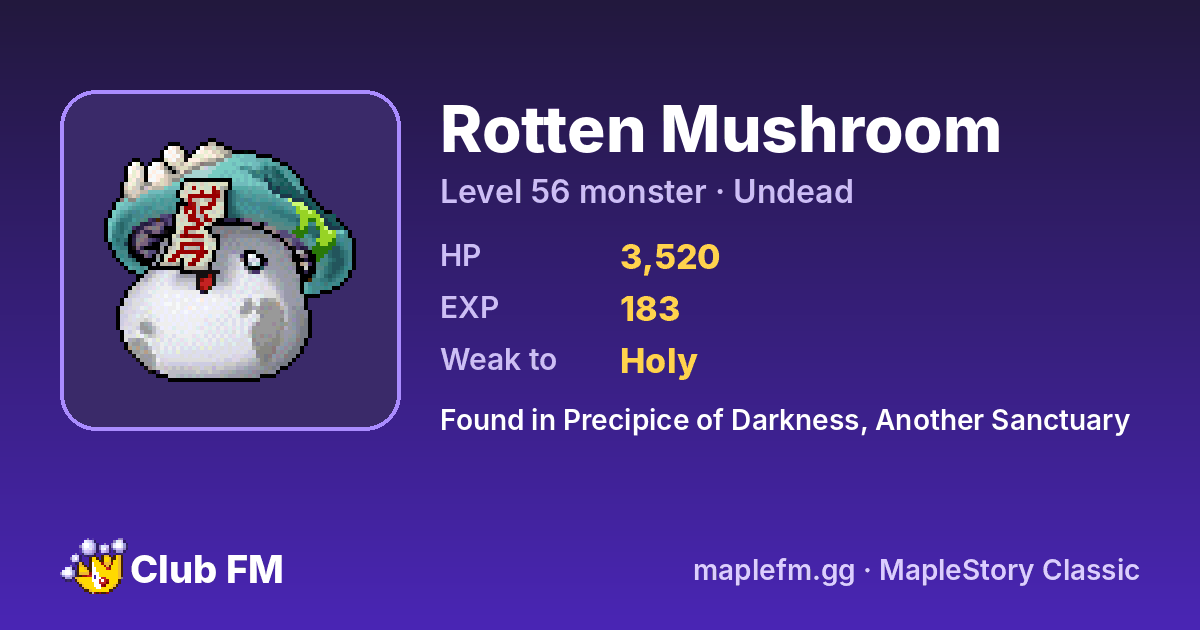 Rotten Mushroom
Level 56 monster · Undead
HP 3,520
EXP 183
Weak to Holy
Found in Precipice of Darkness, Another Sanctuary
Club FM
maplefm.gg · MapleStory Classic